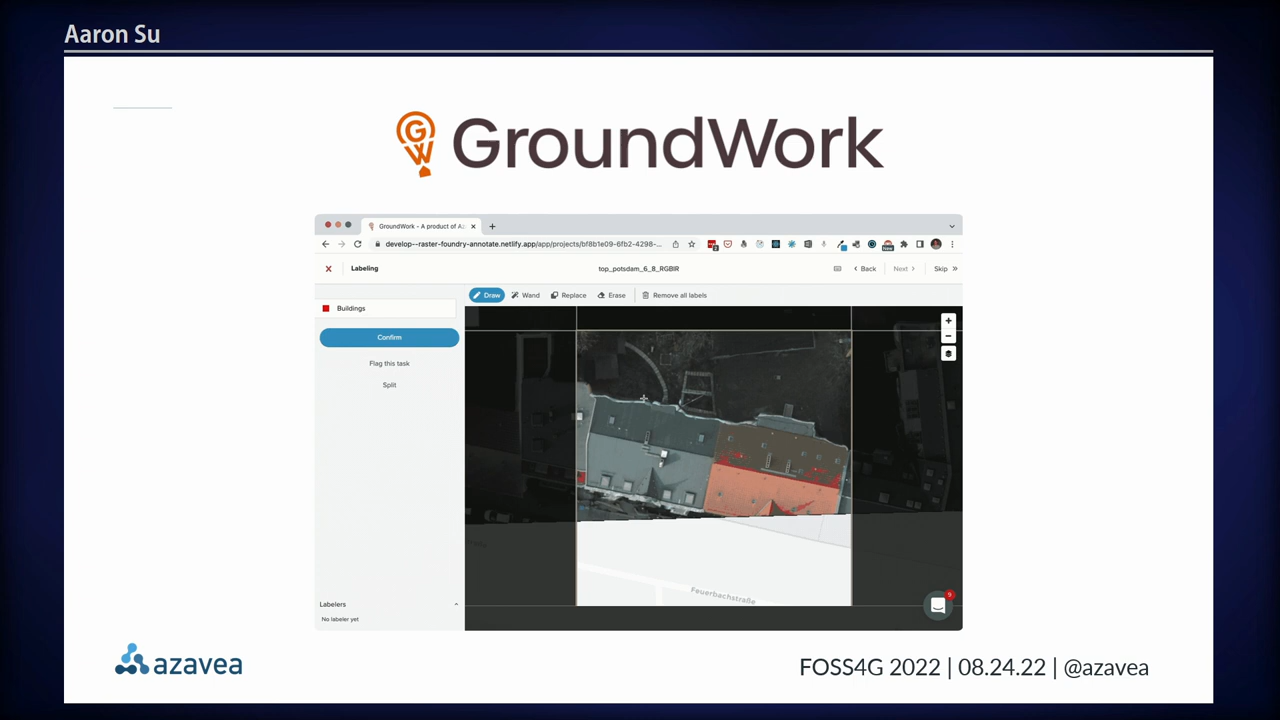 Aaron Su
GW GroundWork
GroundWork - A product of Az
develop--raster-foundry-annotate.netlify.app/app/projects/bf8b1e09-6fb2-4298-...
Labeling
top_potsdam_6_8_RGBIR
Back Next Skip
Draw Wand Replace Erase Remove all labels
Buildings
Confirm
Flag this task
Split
Feuerbachstraße
Labelers
No labeler yet
9
azavea
FOSS4G 2022 | 08.24.22 | @azavea